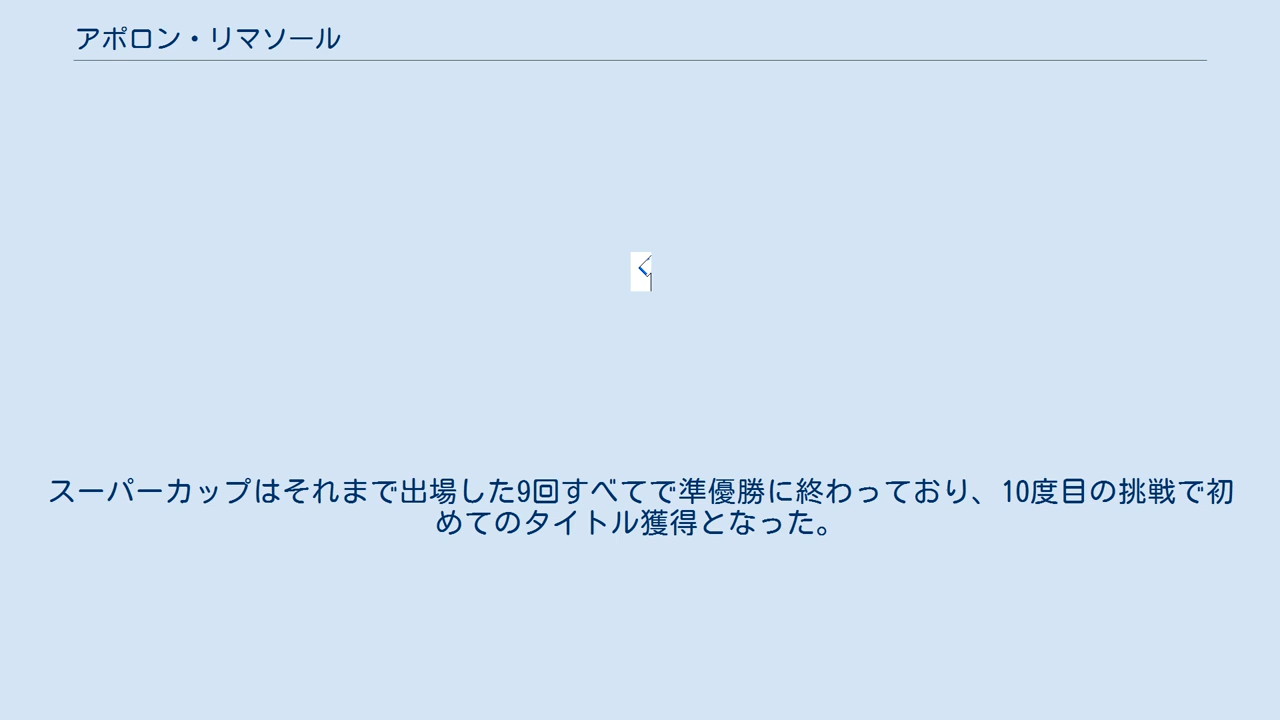 アポロン・リマソール
スーパーカップはそれまで出場した9回すべてで準優勝に終わっており、10度目の挑戦で初
めてのタイトル獲得となった。